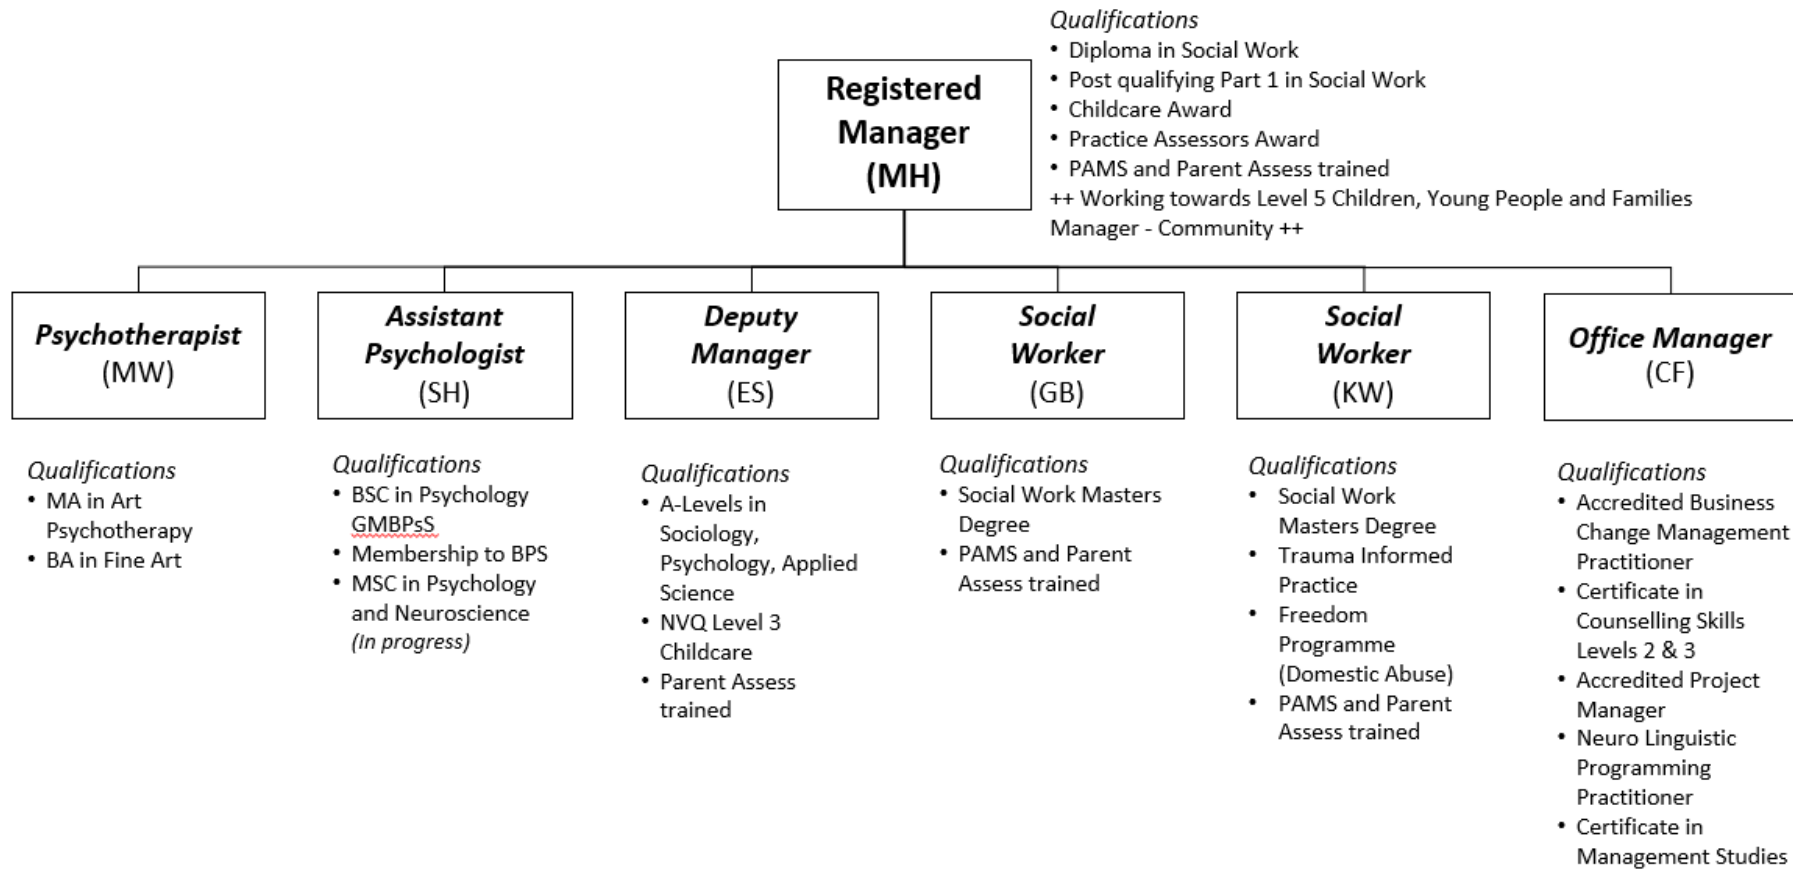 Qualifications
• Diploma in Social Work
• Post qualifying Part 1 in Social Work
• Childcare Award
• Practice Assessors Award
• PAMS and Parent Assess trained
++ Working towards Level 5 Children, Young People and Families
Manager - Community ++
Registered
Manager
(MH)
Psychotherapist
(MW)
Qualifications
• MA in Art
Psychotherapy
• BA in Fine Art
Assistant
Psychologist
(SH)
Qualifications
• BSC in Psychology
GMBPsS
• Membership to BPS
• MSC in Psychology
and Neuroscience
(In progress)
Deputy
Manager
(ES)
Qualifications
• A-Levels in
Sociology,
Psychology, Applied
Science
• NVQ Level 3
Childcare
• Parent Assess
trained
Social
Worker
(GB)
Qualifications
• Social Work Masters
Degree
• PAMS and Parent
Assess trained
Social
Worker
(KW)
Qualifications
• Social Work
Masters Degree
• Trauma Informed
Practice
• Freedom
Programme
(Domestic Abuse)
• PAMS and Parent
Assess trained
Office Manager
(CF)
Qualifications
• Accredited Business
Change Management
Practitioner
• Certificate in
Counselling Skills
Levels 2 & 3
• Accredited Project
Manager
• Neuro Linguistic
Programming
Practitioner
• Certificate in
Management Studies